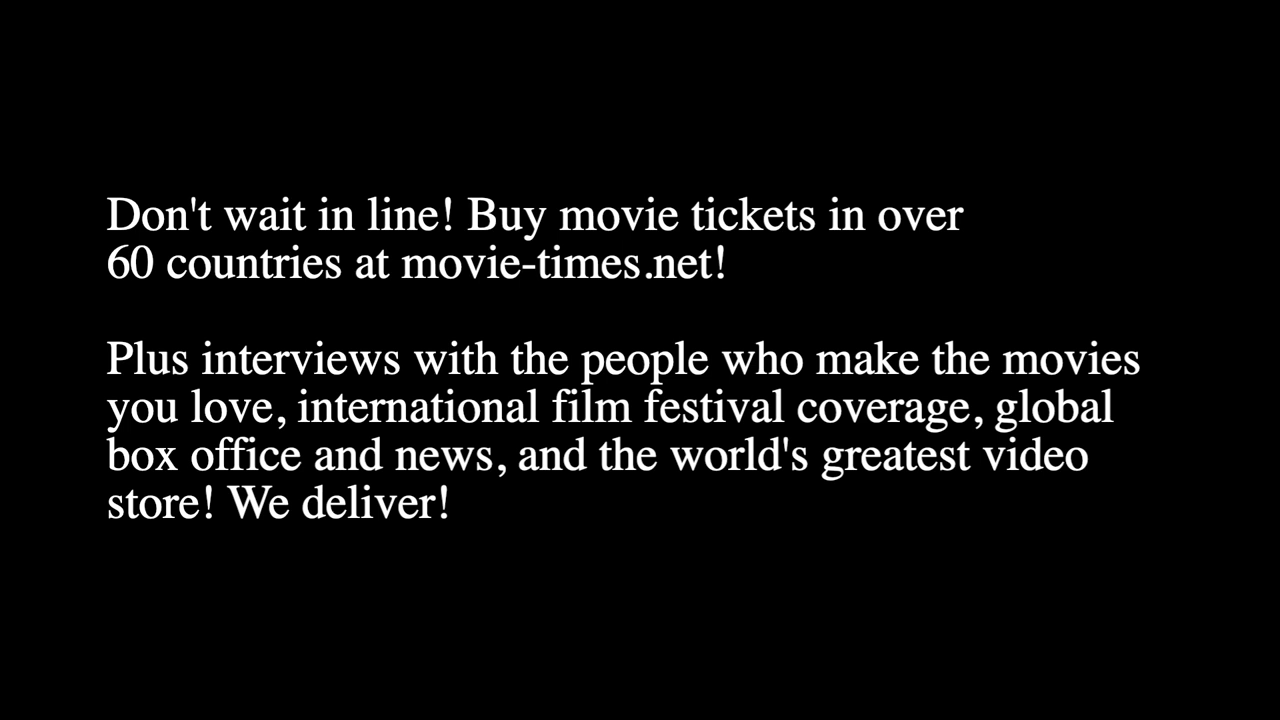 Don't wait in line! Buy movie tickets in over
60 countries at movie-times.net!
Plus interviews with the people who make the movies
you love, international film festival coverage, global
box office and news, and the world's greatest video
store! We deliver!